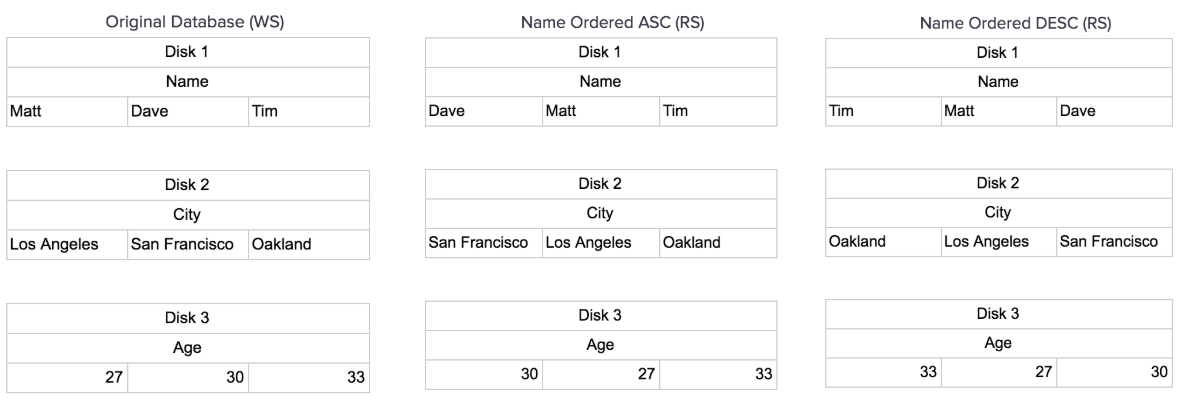 Original Database (WS)
Disk 1
Name
Matt Dave Tim
Disk 2
City
Los Angeles San Francisco Oakland
Disk 3
Age
27 30 33
Name Ordered ASC (RS)
Disk 1
Name
Dave Matt Tim
Disk 2
City
San Francisco Los Angeles Oakland
Disk 3
Age
30 27 33
Name Ordered DESC (RS)
Disk 1
Name
Tim Matt Dave
Disk 2
City
Oakland Los Angeles San Francisco
Disk 3
Age
33 27 30